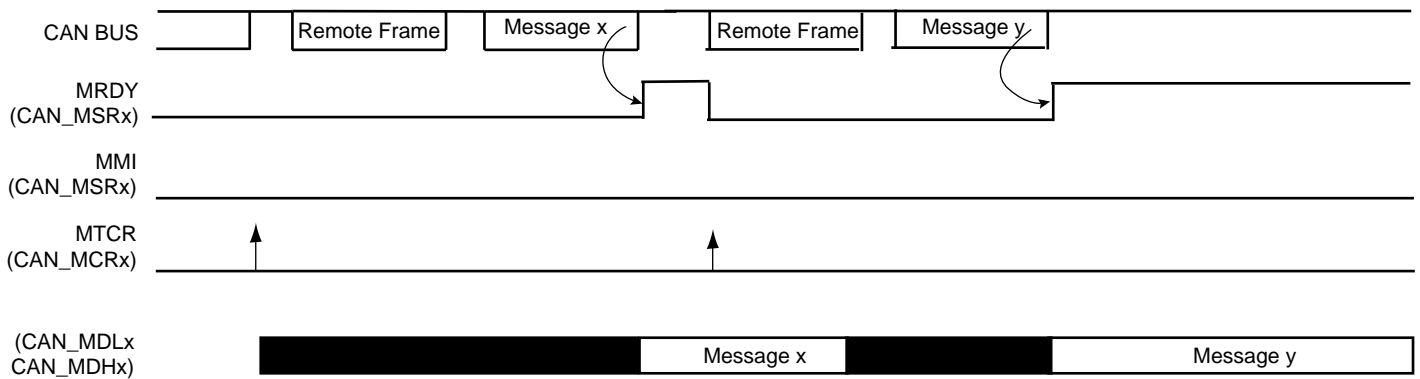 CAN BUS
Remote Frame
Message x
Remote Frame
Message y
MRDY
(CAN_MSRx)
MMI
(CAN_MSRx)
MTCR
(CAN_MCRx)
(CAN_MDLx
CAN_MDHx)
Message x
Message y